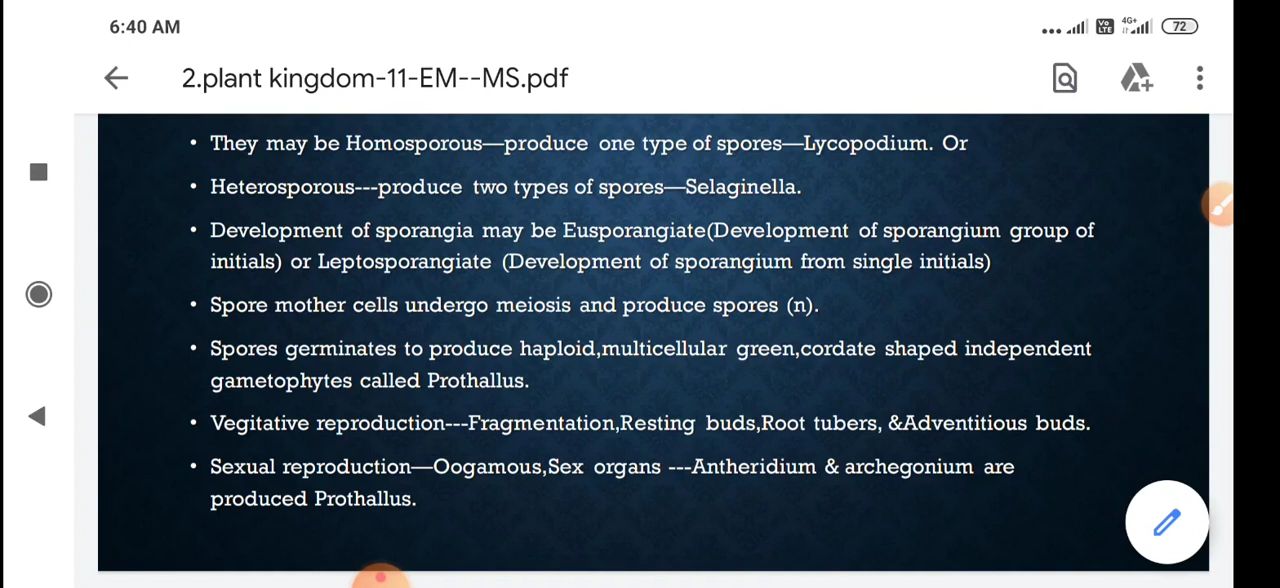 6:40 AM
Vo LTE 4G+ 72
2.plant kingdom-11-EM--MS.pdf
• They may be Homosporous—produce one type of spores—Lycopodium. Or
• Heterosporous---produce two types of spores—Selaginella.
• Development of sporangia may be Eusporangiate(Development of sporangium group of
initials) or Leptosporangiate (Development of sporangium from single initials)
• Spore mother cells undergo meiosis and produce spores (n).
• Spores germinates to produce haploid,multicellular green,cordate shaped independent
gametophytes called Prothallus.
• Vegitative reproduction---Fragmentation,Resting buds,Root tubers, &Adventitious buds.
• Sexual reproduction—Oogamous,Sex organs ---Antheridium & archegonium are
produced Prothallus.